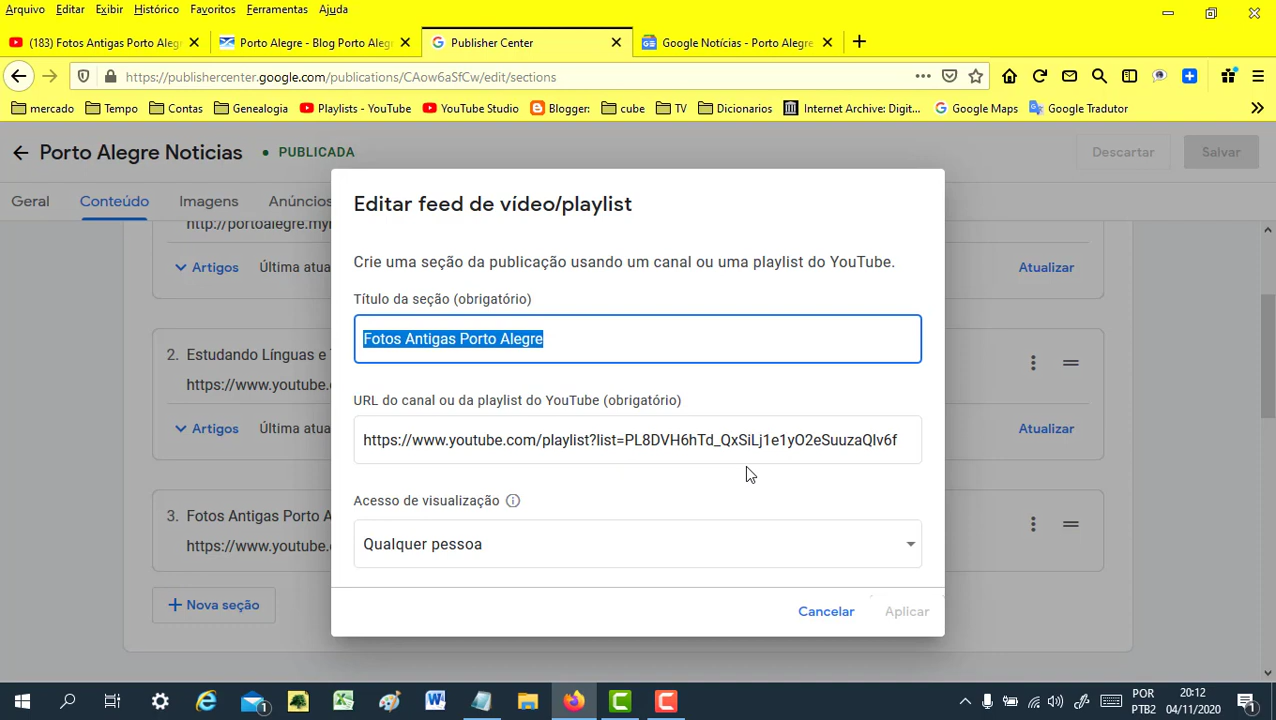 Arquivo Editar Exibir Histórico Favoritos Ferramentas Ajuda
(183) Fotos Antigas Porto Aleg
Porto Alegre - Blog Porto Aleg
Publisher Center
Google Notícias - Porto Alegre
https://publishercenter.google.com/publications/CAow6aSfCw/edit/sections
mercado Tempo Contas Genealogia Playlists - YouTube YouTube Studio Blogger: cube TV Dicionarios Internet Archive: Digit... Google Maps Google Tradutor
Porto Alegre Noticias PUBLICADA Descartar Salvar
Geral Conteúdo Imagens Anúncios
Editar feed de vídeo/playlist
http://portoalegre.my
Artigos Última atua Atualizar
Crie uma seção da publicação usando um canal ou uma playlist do YouTube.
Título da seção (obrigatório)
Fotos Antigas Porto Alegre
2. Estudando Línguas e
https://www.youtube.c
Artigos Última atua Atualizar
URL do canal ou da playlist do YouTube (obrigatório)
https://www.youtube.com/playlist?list=PL8DVH6hTd_QxSiLj1e1yO2eSuuzaQlv6f
Acesso de visualização
Qualquer pessoa
3. Fotos Antigas Porto A
https://www.youtube.c
+ Nova seção
Cancelar Aplicar
POR
PTB2
20:12
04/11/2020
1
1